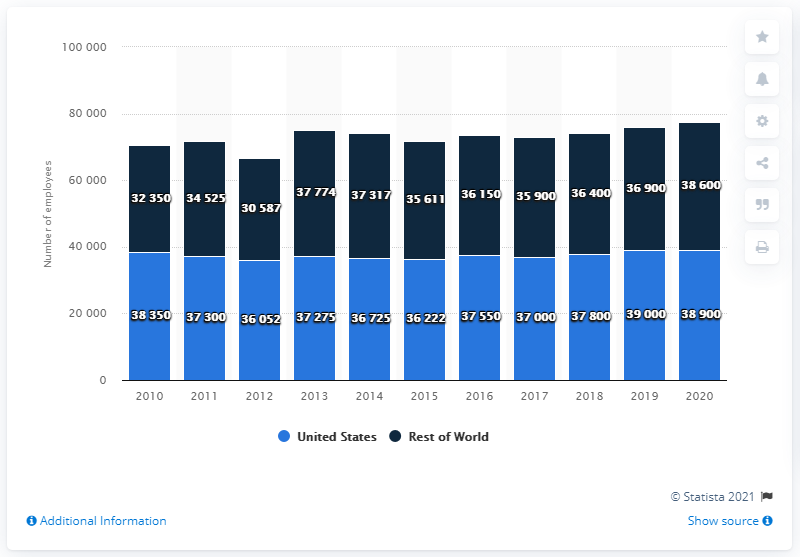 100 000
80 000
60 000
40 000
20 000
0
Number of employees
32 350 34 525 30 587 37 774 37 317 35 611 36 150 35 900 36 400 36 900 38 600
38 350 37 300 36 052 37 275 36 725 36 222 37 550 37 000 37 800 39 000 38 900
2010 2011 2012 2013 2014 2015 2016 2017 2018 2019 2020
United States Rest of World
© Statista 2021
Additional Information Show source